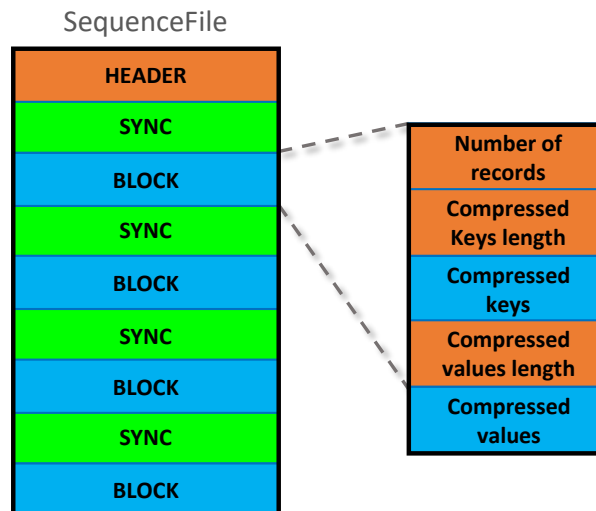 SequenceFile
HEADER
SYNC
BLOCK
SYNC
BLOCK
SYNC
BLOCK
SYNC
BLOCK
Number of
records
Compressed
Keys length
Compressed
keys
Compressed
values length
Compressed
values